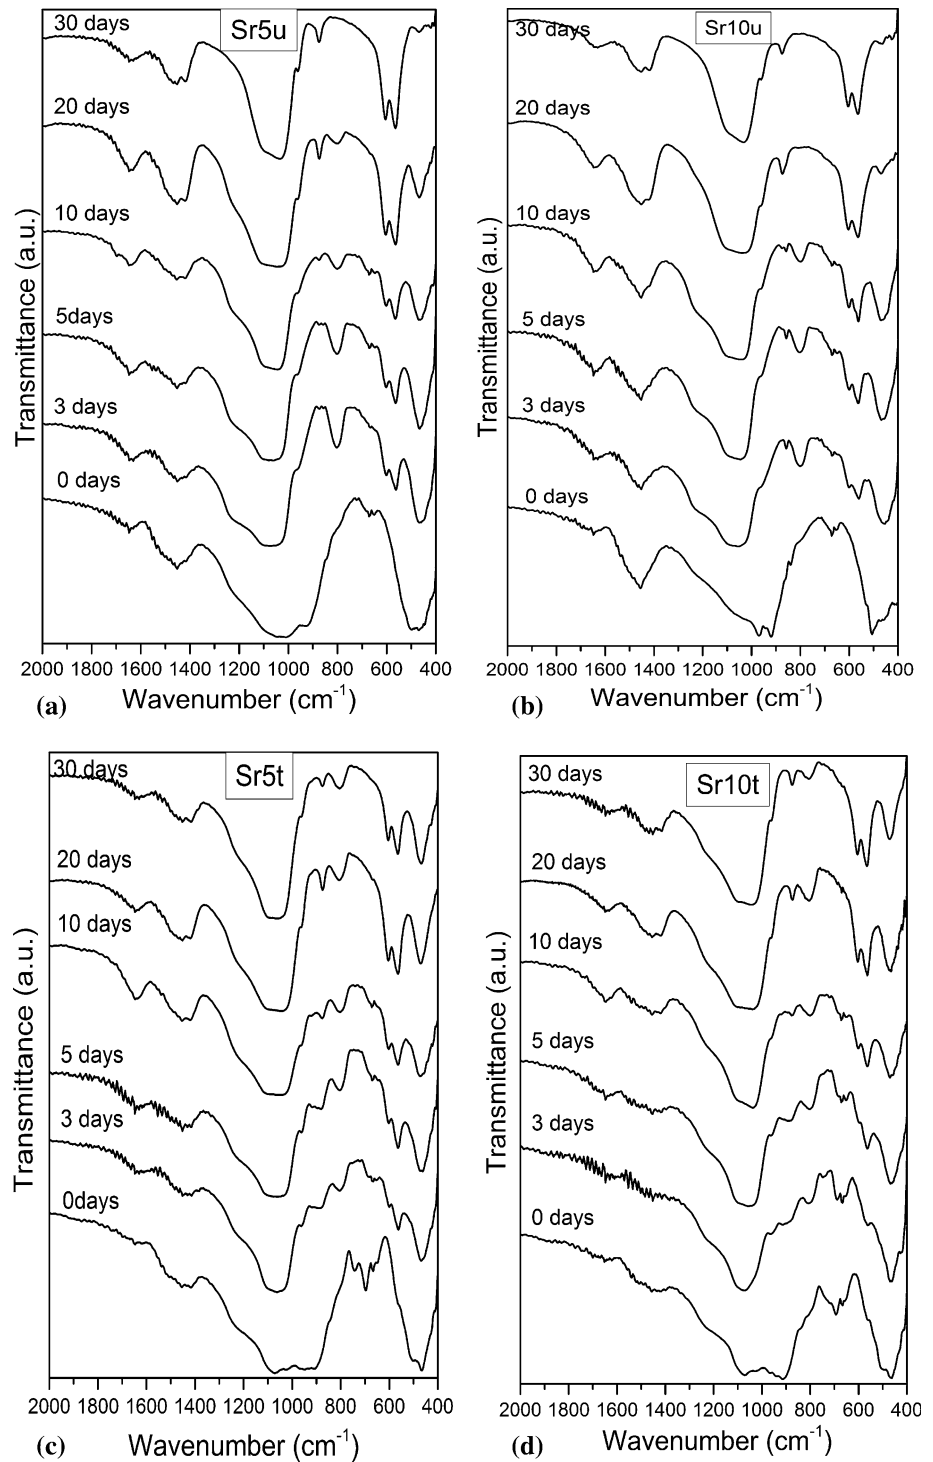 30 days
Sr5u
20 days
10 days
5days
3 days
0 days
Transmittance (a.u.)
2000 1800 1600 1400 1200 1000 800 600 400
(a) Wavenumber (cm-1)
30 days
Sr10u
20 days
10 days
5 days
3 days
0 days
Transmittance (a.u.)
2000 1800 1600 1400 1200 1000 800 600 400
(b) Wavenumber (cm-1)
30 days
Sr5t
20 days
10 days
5 days
3 days
0days
Transmittance (a.u.)
2000 1800 1600 1400 1200 1000 800 600 400
(c) Wavenumber (cm-1)
30 days
Sr10t
20 days
10 days
5 days
3 days
0 days
Transmittance (a.u.)
2000 1800 1600 1400 1200 1000 800 600 400
(d) Wavenumber (cm-1)